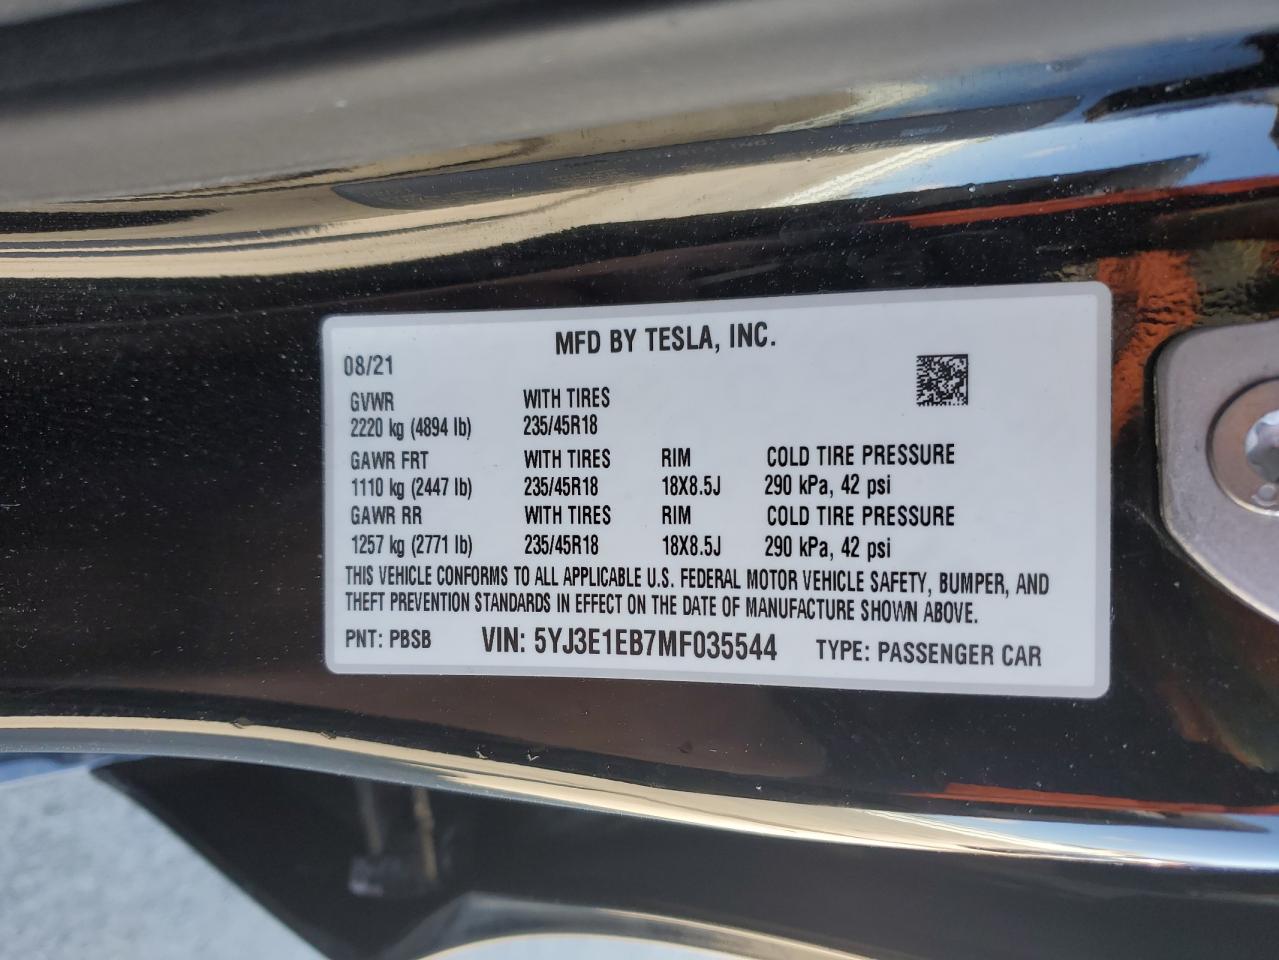 MFD BY TESLA, INC.
08/21
GVWR WITH TIRES
2220 kg (4894 lb) 235/45R18
GAWR FRT WITH TIRES RIM COLD TIRE PRESSURE
1110 kg (2447 lb) 235/45R18 18X8.5J 290 kPa, 42 psi
GAWR RR WITH TIRES RIM COLD TIRE PRESSURE
1257 kg (2771 lb) 235/45R18 18X8.5J 290 kPa, 42 psi
THIS VEHICLE CONFORMS TO ALL APPLICABLE U.S. FEDERAL MOTOR VEHICLE SAFETY, BUMPER, AND
THEFT PREVENTION STANDARDS IN EFFECT ON THE DATE OF MANUFACTURE SHOWN ABOVE.
PNT: PBSB VIN: 5YJ3E1EB7MF035544 TYPE: PASSENGER CAR